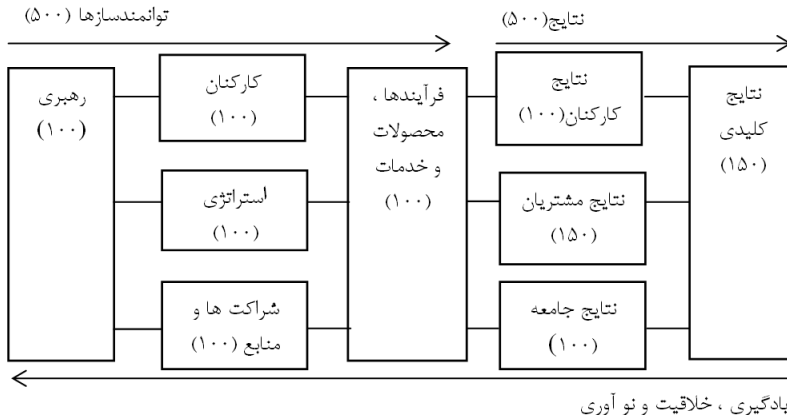 توانمندسازها (۵۰۰)
نتایج(۵۰۰)
رهبری
(۱۰۰)
کارکنان
(۱۰۰)
استراتژی
(۱۰۰)
شراکت ها و
منابع (۱۰۰)
فرآیندها ،
محصولات
و خدمات
(۱۰۰)
نتایج
کارکنان(۱۰۰)
نتایج مشتریان
(۱۵۰)
نتایج جامعه
(۱۰۰)
نتایج
کلیدی
(۱۵۰)
یادگیری ، خلاقیت و نو آوری